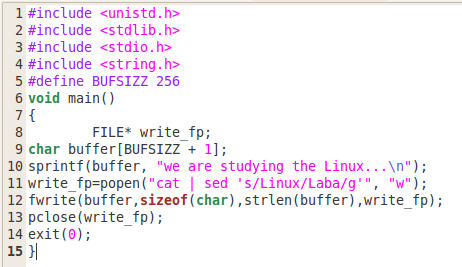 1 #include <unistd.h>
2 #include <stdlib.h>
3 #include <stdio.h>
4 #include <string.h>
5 #define BUFSIZZ 256
6 void main()
7 {
8         FILE* write_fp;
9 char buffer[BUFSIZZ + 1];
10 sprintf(buffer, "we are studying the Linux...\n");
11 write_fp=popen("cat | sed 's/Linux/Laba/g'", "w");
12 fwrite(buffer,sizeof(char),strlen(buffer),write_fp);
13 pclose(write_fp);
14 exit(0);
15 }